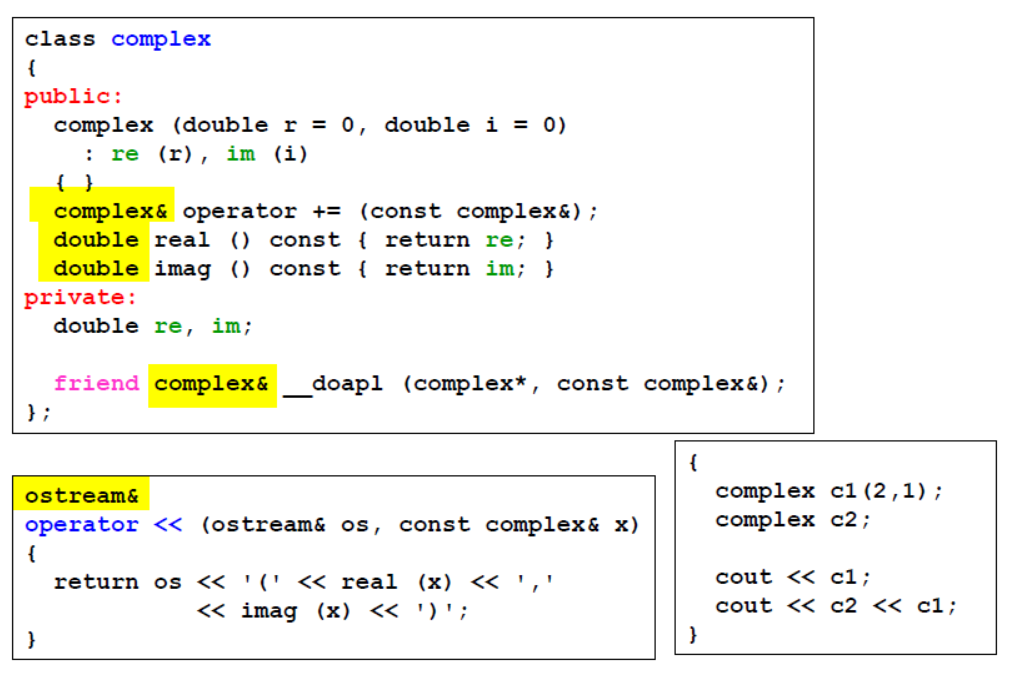 class complex
{
public:
  complex (double r = 0, double i = 0)
    : re (r), im (i)
  { }
  complex& operator += (const complex&);
  double real () const { return re; }
  double imag () const { return im; }
private:
  double re, im;
  friend complex& __doapl (complex*, const complex&);
};
ostream&
operator << (ostream& os, const complex& x)
{
  return os << '(' << real (x) << ','
            << imag (x) << ')';
}
{
  complex c1(2,1);
  complex c2;
  cout << c1;
  cout << c2 << c1;
}